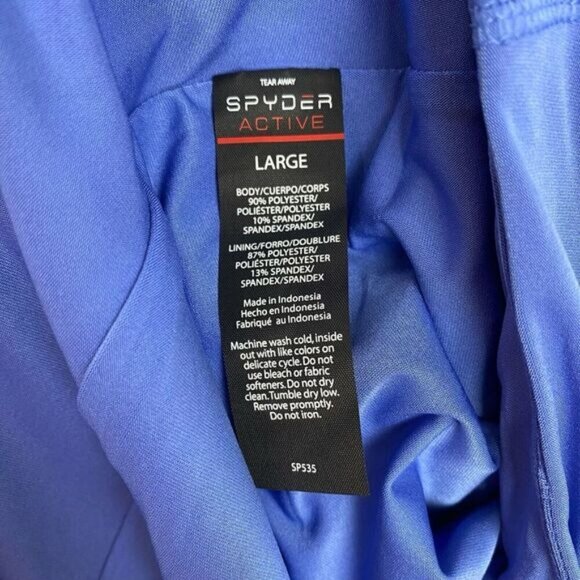 TEAR AWAY
SPYDER
ACTIVE
LARGE
BODY/CUERPO/CORPS
90% POLYESTER/
POLIÉSTER/POLYESTER
10% SPANDEX/
SPANDEX/SPANDEX
LINING/FORRO/DOUBLURE
87% POLYESTER/
POLIÉSTER/POLYESTER
13% SPANDEX/
SPANDEX/SPANDEX
Made in Indonesia
Hecho en Indonesia
Fabriqué au Indonesia
Machine wash cold, inside
out with like colors on
delicate cycle. Do not
use bleach or fabric
softeners. Do not dry
clean. Tumble dry low.
Remove promptly.
Do not iron.
SP535